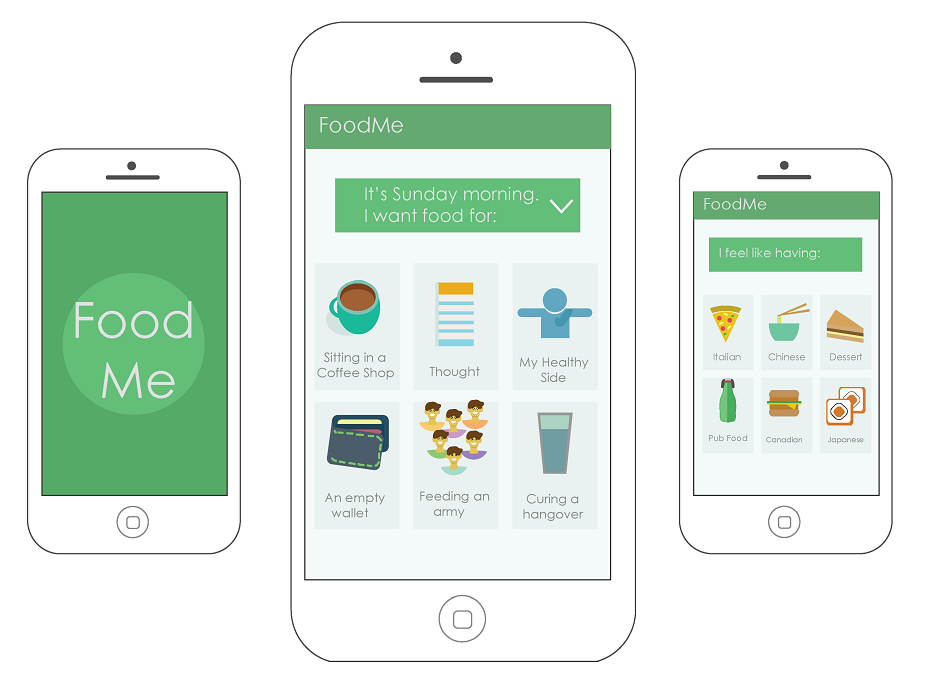 Food
Me
FoodMe
It's Sunday morning.
I want food for:
Sitting in a
Coffee Shop
Thought
My Healthy
Side
An empty
wallet
Feeding an
army
Curing a
hangover
FoodMe
I feel like having:
Italian
Chinese
Dessert
Pub Food
Canadian
Japanese